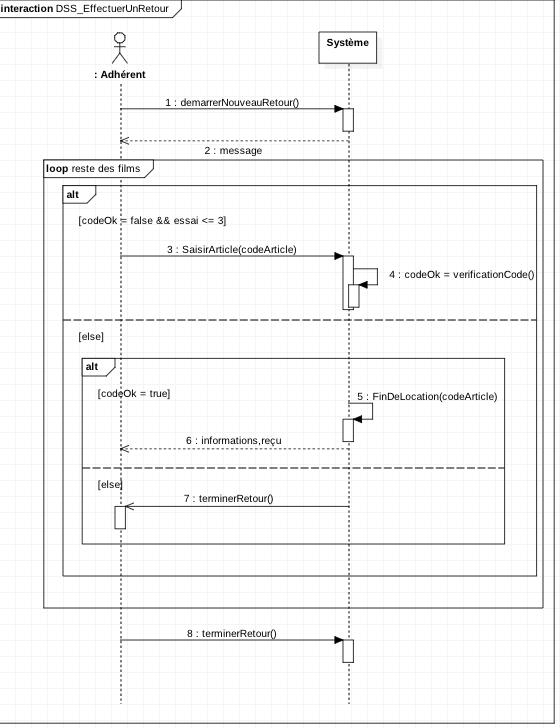 interaction DSS_EffectuerUnRetour
Système
: Adhérent
1 : demarrerNouveauRetour()
2 : message
loop reste des films
alt
[codeOk = false && essai <= 3]
3 : SaisirArticle(codeArticle)
4 : codeOk = verificationCode()
[else]
alt
[codeOk = true]
5 : FinDeLocation(codeArticle)
6 : informations,reçu
[else]
7 : terminerRetour()
8 : terminerRetour()